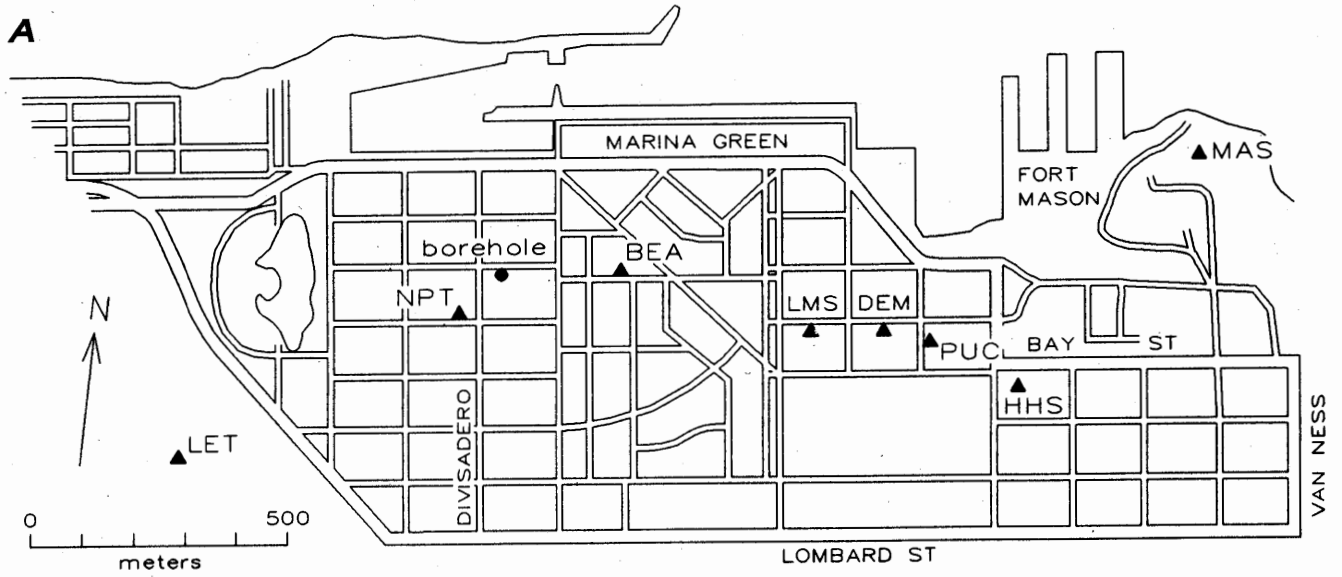 A
MARINA GREEN
FORT
MASON
MAS
borehole
BEA
NPT
LMS
DEM
PUC
BAY
ST
HHS
N
LET
DIVISADERO
VAN NESS
0
500
meters
LOMBARD ST